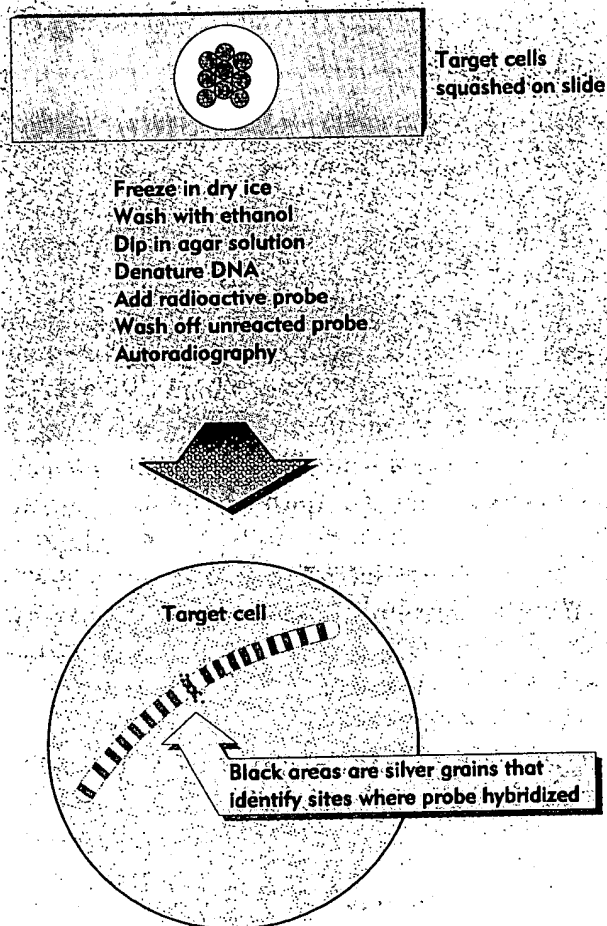 Target cells
squashed on slide
Freeze in dry ice
Wash with ethanol
Dip in agar solution
Denature DNA
Add radioactive probe
Wash off unreacted probe
Autoradiography
Target cell
Black areas are silver grains that
identify sites where probe hybridized